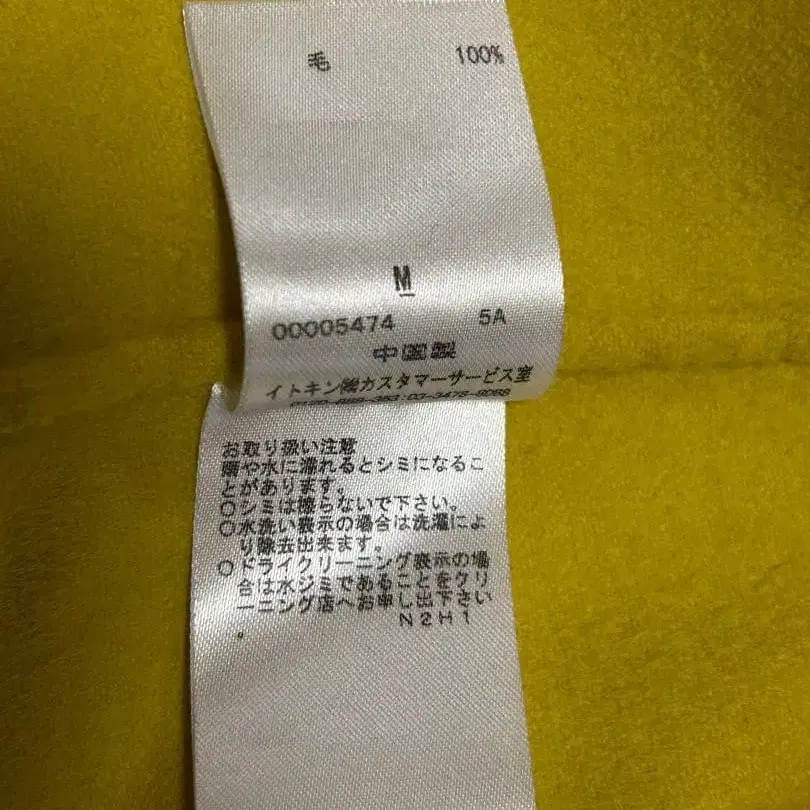 毛 100%
M
00005474 5A
中国製
イトキン㈱カスタマーサービス室
お取り扱い注意
雨や水に濡れるとシミになるこ
とがあります。
○シミは擦らないで下さい。
○水洗い表示の場合は洗濯によ
り除去出来ます。
○ドライクリーニング表示の場
合は水ジミであることをクリ
ーニング店へお申し出下さい
N2H1
。